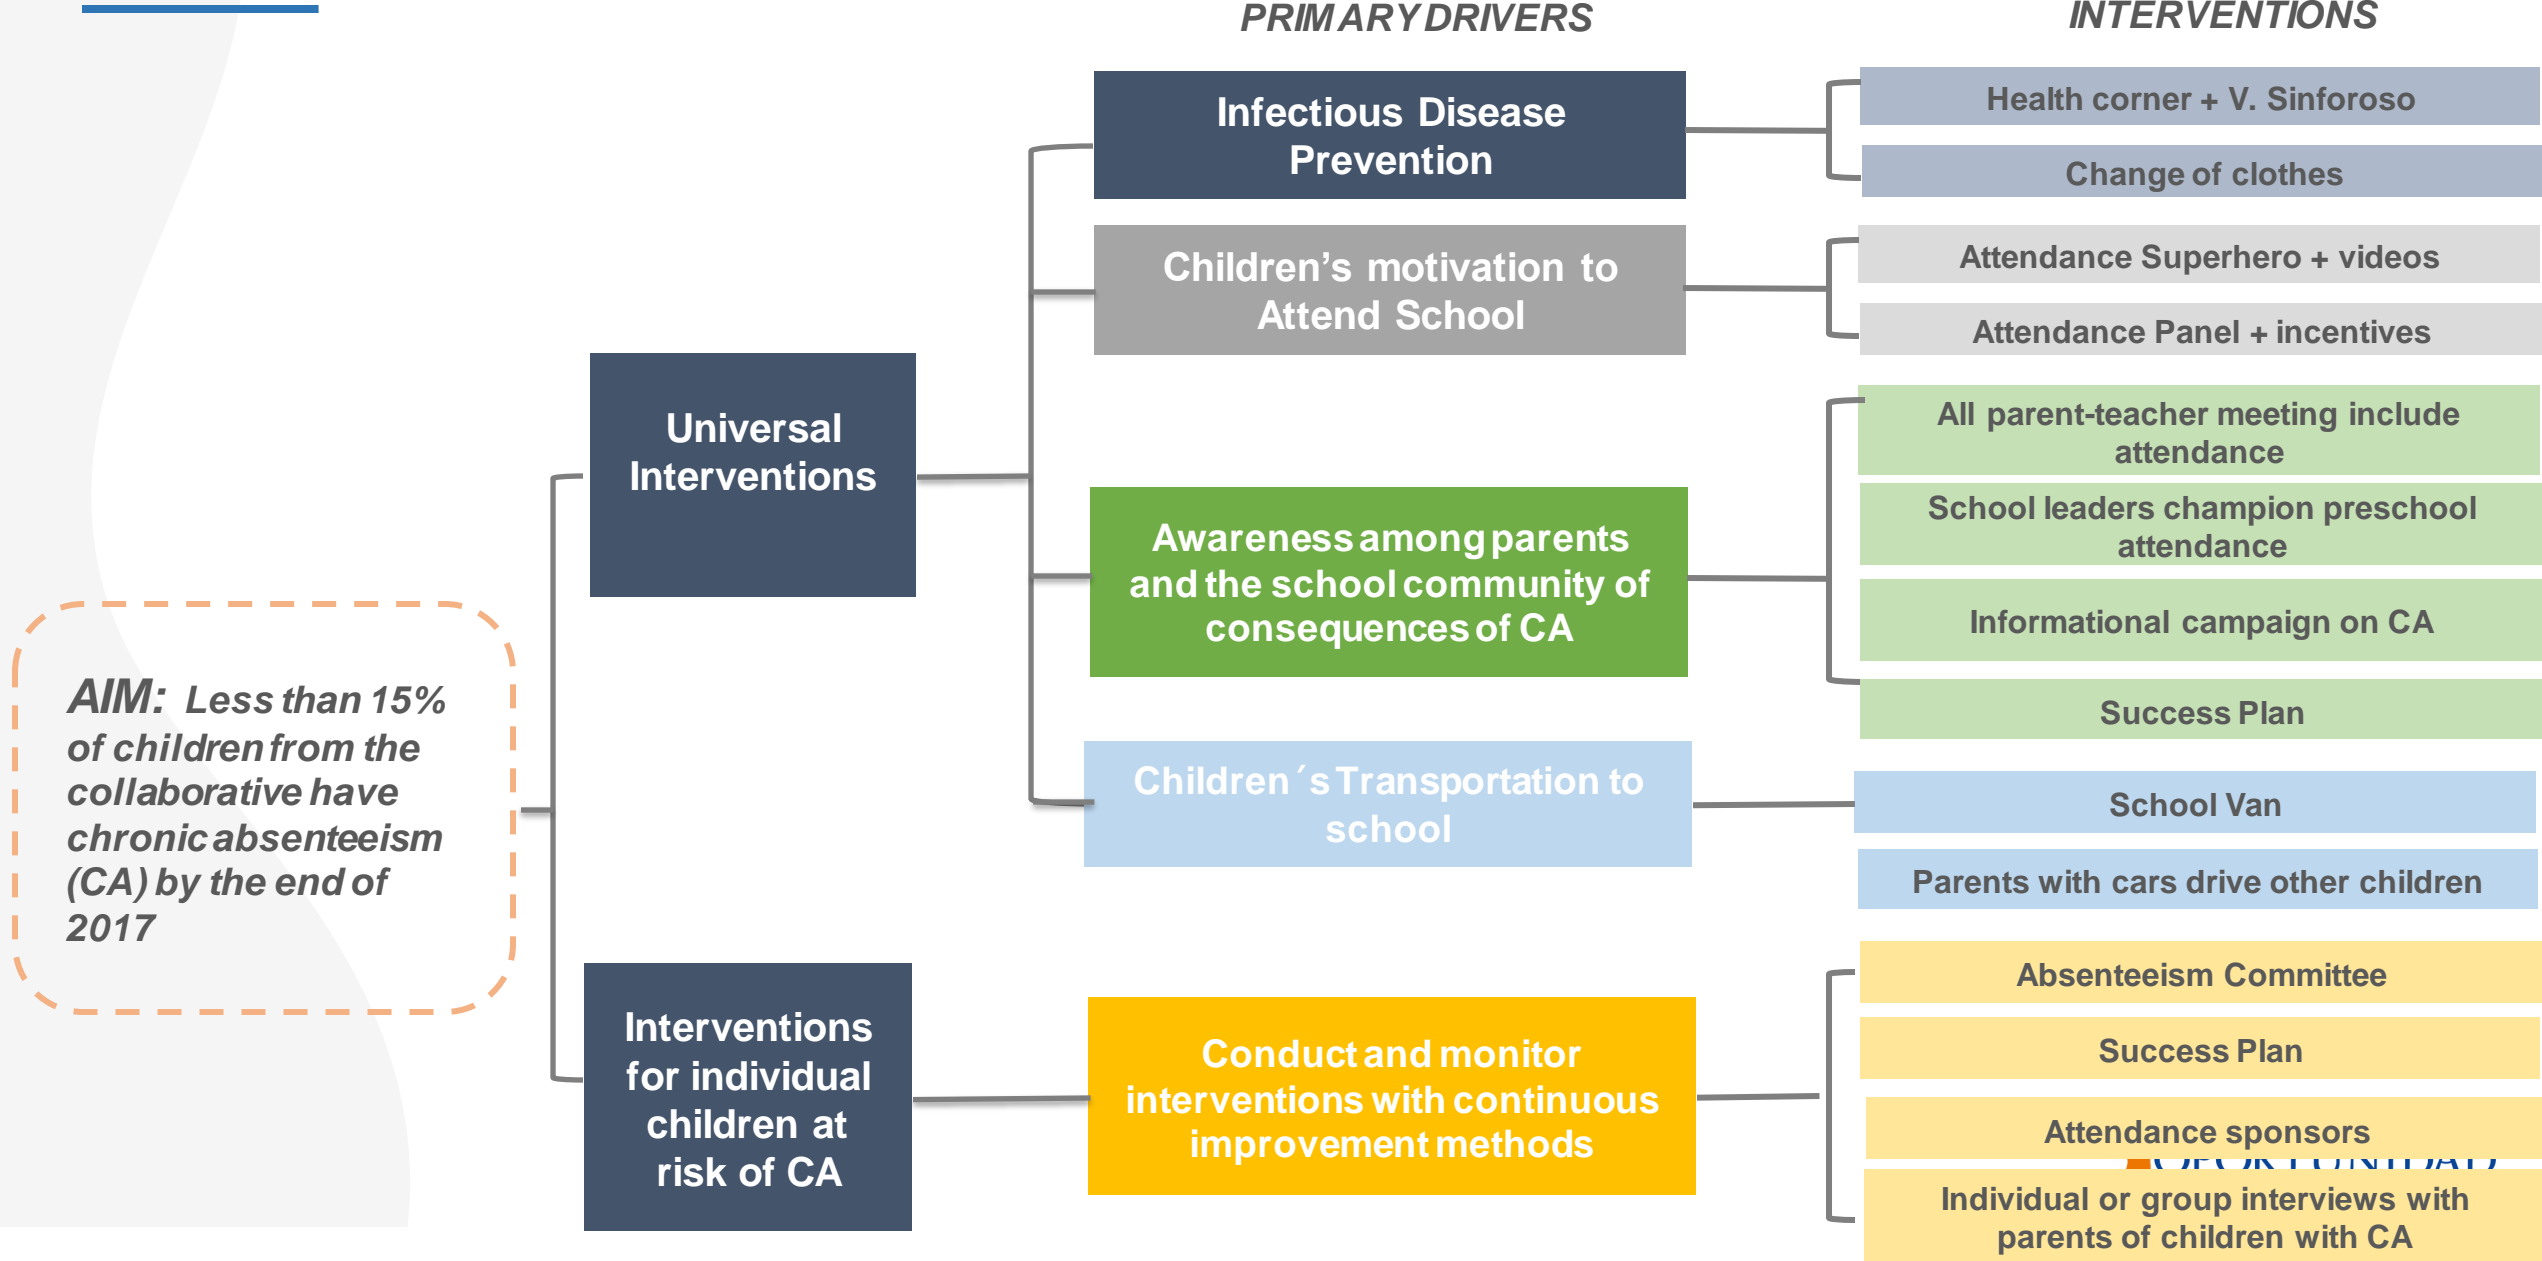 PRIMARY DRIVERS
INTERVENTIONS
Infectious Disease
Prevention
Health corner + V. Sinforoso
Change of clothes
Children’s motivation to
Attend School
Attendance Superhero + videos
Attendance Panel + incentives
Universal
Interventions
Awareness among parents
and the school community of
consequences of CA
All parent-teacher meeting include
attendance
School leaders champion preschool
attendance
Informational campaign on CA
Success Plan
AIM: Less than 15%
of children from the
collaborative have
chronic absenteeism
(CA) by the end of
2017
Children´s Transportation to
school
School Van
Parents with cars drive other children
Interventions
for individual
children at
risk of CA
Conduct and monitor
interventions with continuous
improvement methods
Absenteeism Committee
Success Plan
Attendance sponsors
OPORTUNIDAD
Individual or group interviews with
parents of children with CA